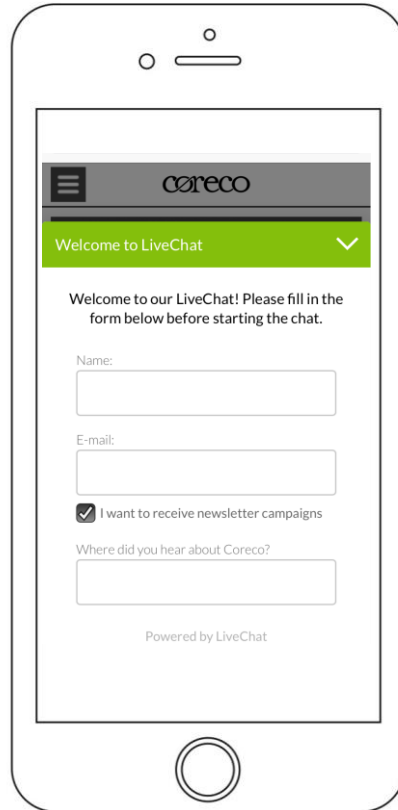 cøreco
Welcome to LiveChat
Welcome to our LiveChat! Please fill in the
form below before starting the chat.
Name:
E-mail:
I want to receive newsletter campaigns
Where did you hear about Coreco?
Powered by LiveChat